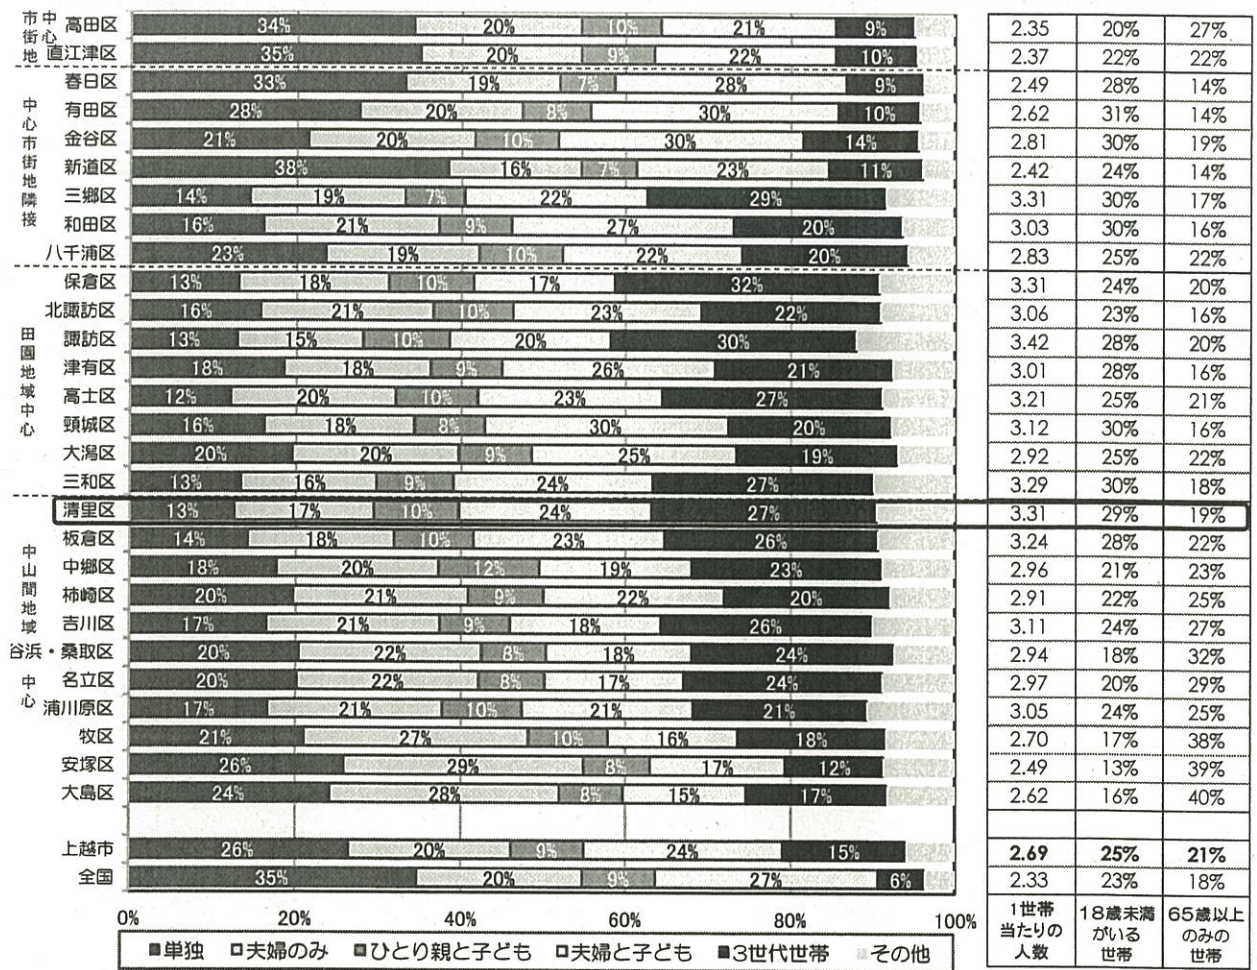 中心市街地
高田区 34% 20% 10% 21% 9% 2.35 20% 27%
直江津区 35% 20% 9% 22% 10% 2.37 22% 22%
中心市街地隣接
春日区 33% 19% 7% 28% 9% 2.49 28% 14%
有田区 28% 20% 8% 30% 10% 2.62 31% 14%
金谷区 21% 20% 10% 30% 14% 2.81 30% 19%
新道区 38% 16% 7% 23% 11% 2.42 24% 14%
三郷区 14% 19% 7% 22% 29% 3.31 30% 17%
和田区 16% 21% 9% 27% 20% 3.03 30% 16%
八千浦区 23% 19% 10% 22% 20% 2.83 25% 22%
田園地域中心
保倉区 13% 18% 10% 17% 32% 3.31 24% 20%
北諏訪区 16% 21% 10% 23% 22% 3.06 23% 16%
諏訪区 13% 15% 10% 20% 30% 3.42 28% 20%
津有区 18% 18% 9% 26% 21% 3.01 28% 16%
高士区 12% 20% 10% 23% 27% 3.21 25% 21%
頸城区 16% 18% 8% 30% 20% 3.12 30% 16%
大潟区 20% 20% 9% 25% 19% 2.92 25% 22%
三和区 13% 16% 9% 24% 27% 3.29 30% 18%
中山間地域中心
清里区 13% 17% 10% 24% 27% 3.31 29% 19%
板倉区 14% 18% 10% 23% 26% 3.24 28% 22%
中郷区 18% 20% 12% 19% 23% 2.96 21% 23%
柿崎区 20% 21% 9% 22% 20% 2.91 22% 25%
吉川区 17% 21% 9% 18% 26% 3.11 24% 27%
谷浜・桑取区 20% 22% 8% 18% 24% 2.94 18% 32%
名立区 20% 22% 8% 17% 24% 2.97 20% 29%
浦川原区 17% 21% 10% 21% 21% 3.05 24% 25%
牧区 21% 27% 10% 16% 18% 2.70 17% 38%
安塚区 26% 29% 8% 17% 12% 2.49 13% 39%
大島区 24% 28% 8% 15% 17% 2.62 16% 40%
上越市 26% 20% 9% 24% 15% 2.69 25% 21%
全国 35% 20% 9% 27% 6% 2.33 23% 18%
0% 20% 40% 60% 80% 100%
1世帯当たりの人数 18歳未満がいる世帯 65歳以上のみの世帯
単独 夫婦のみ ひとり親と子ども 夫婦と子ども 3世代世帯 その他